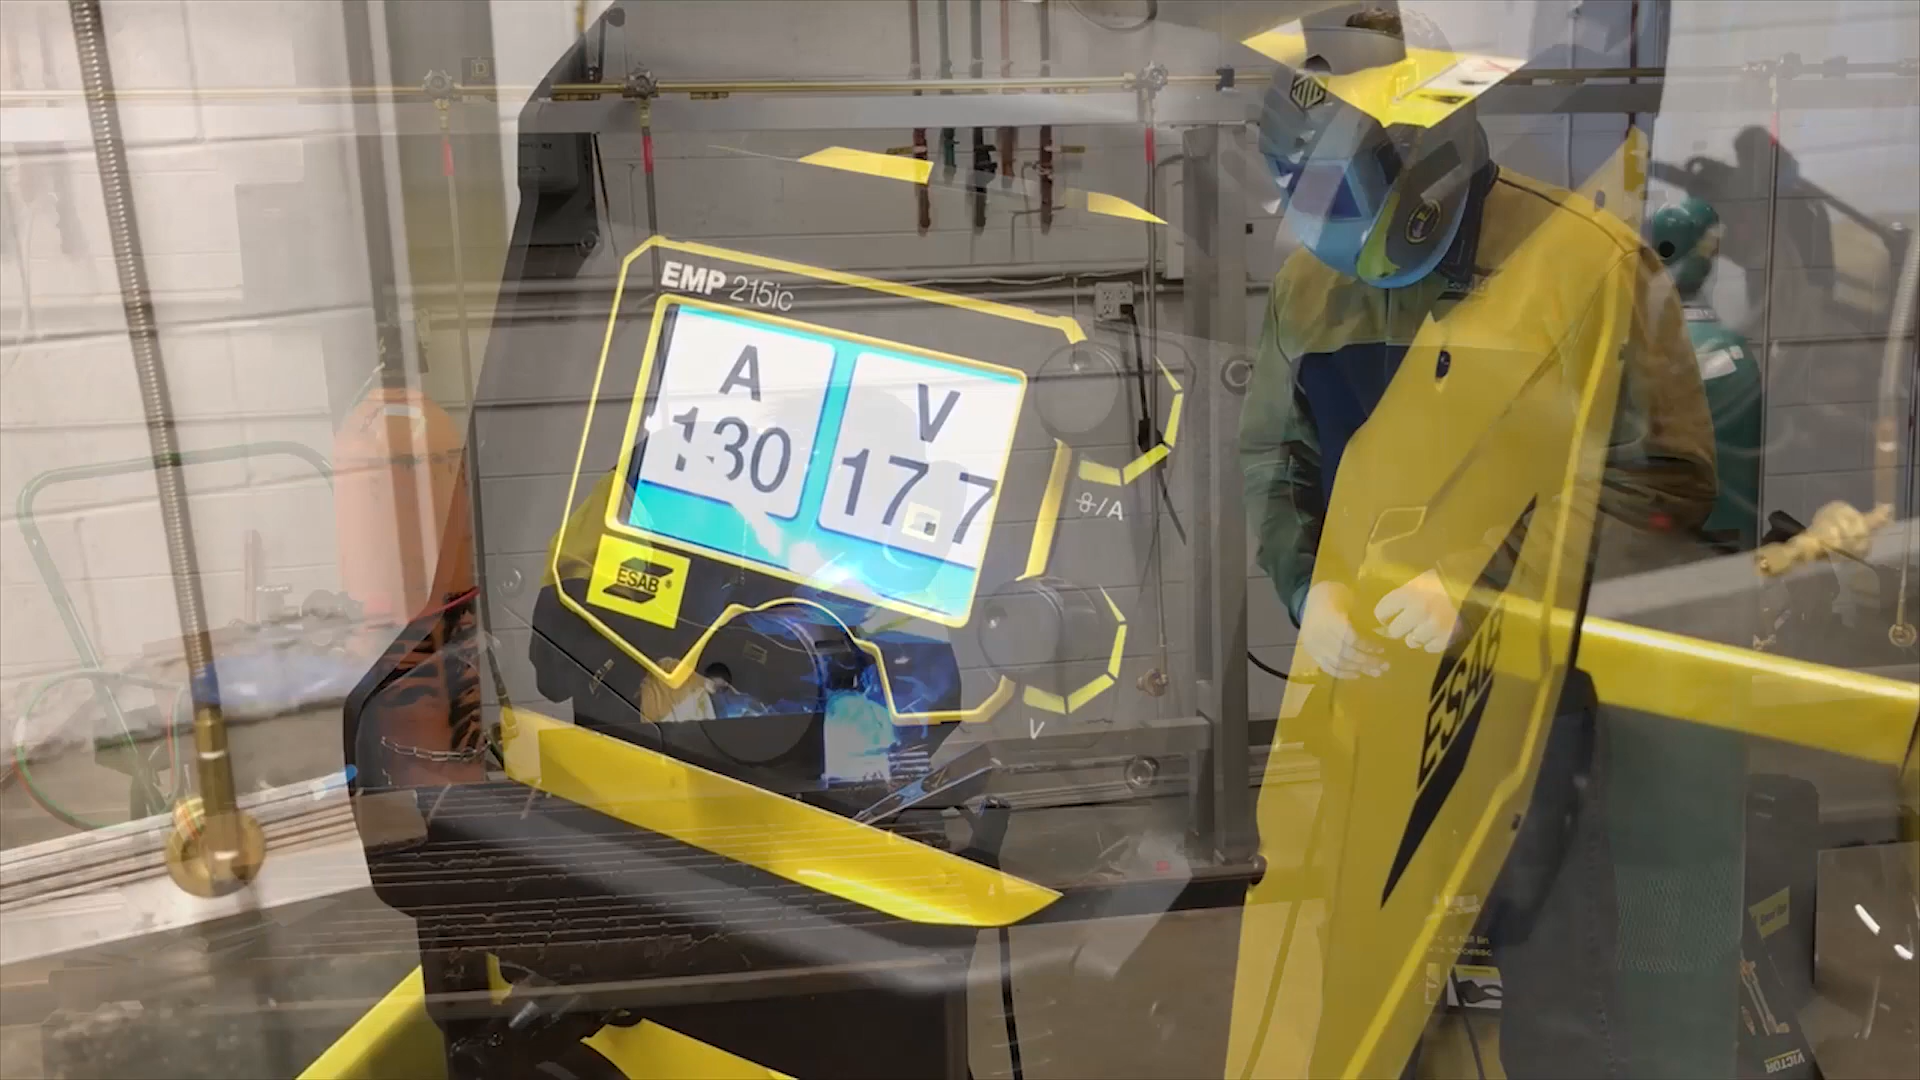 EMP 215ic
A
130
V
17.7
/A
V
ESAB
ESAB
VICTOR